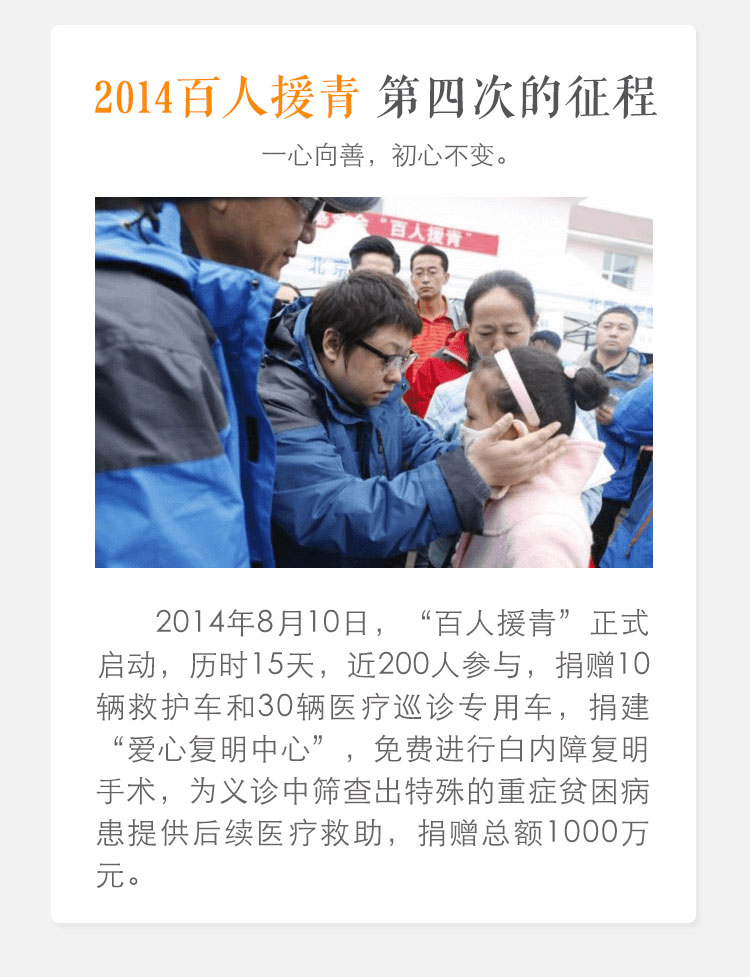 2014百人援青 第四次的征程
一心向善，初心不变。
“百人援青”
北京
2014年8月10日，“百人援青”正式
启动，历时15天，近200人参与，捐赠10
辆救护车和30辆医疗巡诊专用车，捐建
“爱心复明中心”，免费进行白内障复明
手术，为义诊中筛查出特殊的重症贫困病
患提供后续医疗救助，捐赠总额1000万
元。